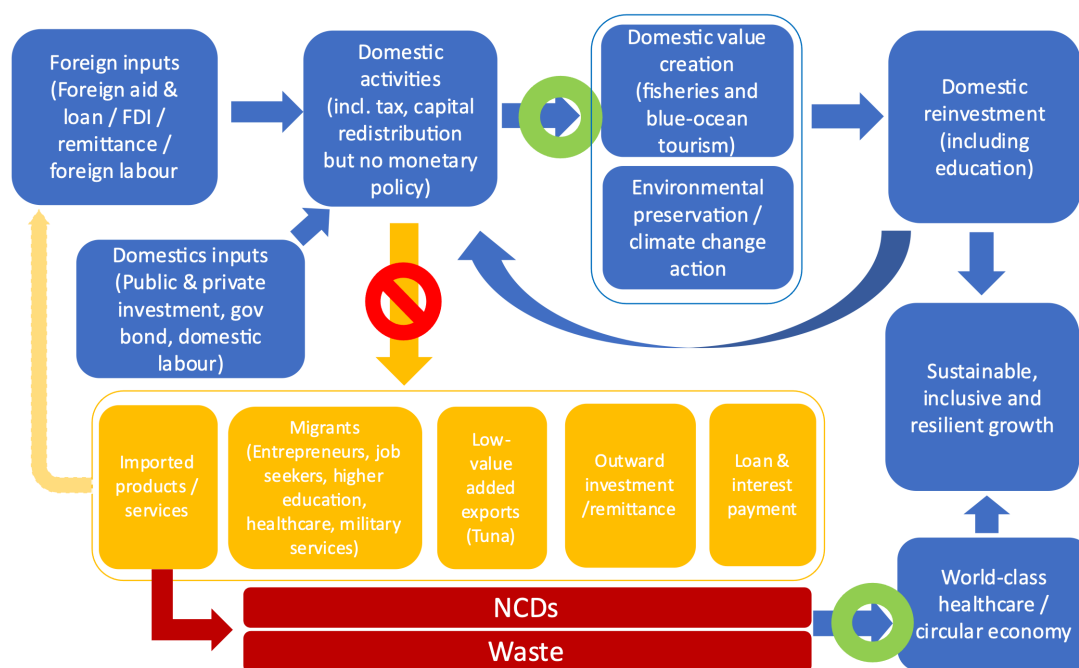 Foreign inputs
(Foreign aid &
loan / FDI /
remittance /
foreign labour
Domestic
activities
(incl. tax, capital
redistribution
but no monetary
policy)
Domestic value
creation
(fisheries and
blue-ocean
tourism)
Environmental
preservation /
climate change
action
Domestic
reinvestment
(including
education)
Domestics inputs
(Public & private
investment, gov
bond, domestic
labour)
Sustainable,
inclusive and
resilient growth
Imported
products /
services
Migrants
(Entrepreneurs, job
seekers, higher
education,
healthcare, military
services)
Low-
value
added
exports
(Tuna)
Outward
investment
/remittance
Loan &
interest
payment
NCDs
Waste
World-class
healthcare /
circular economy